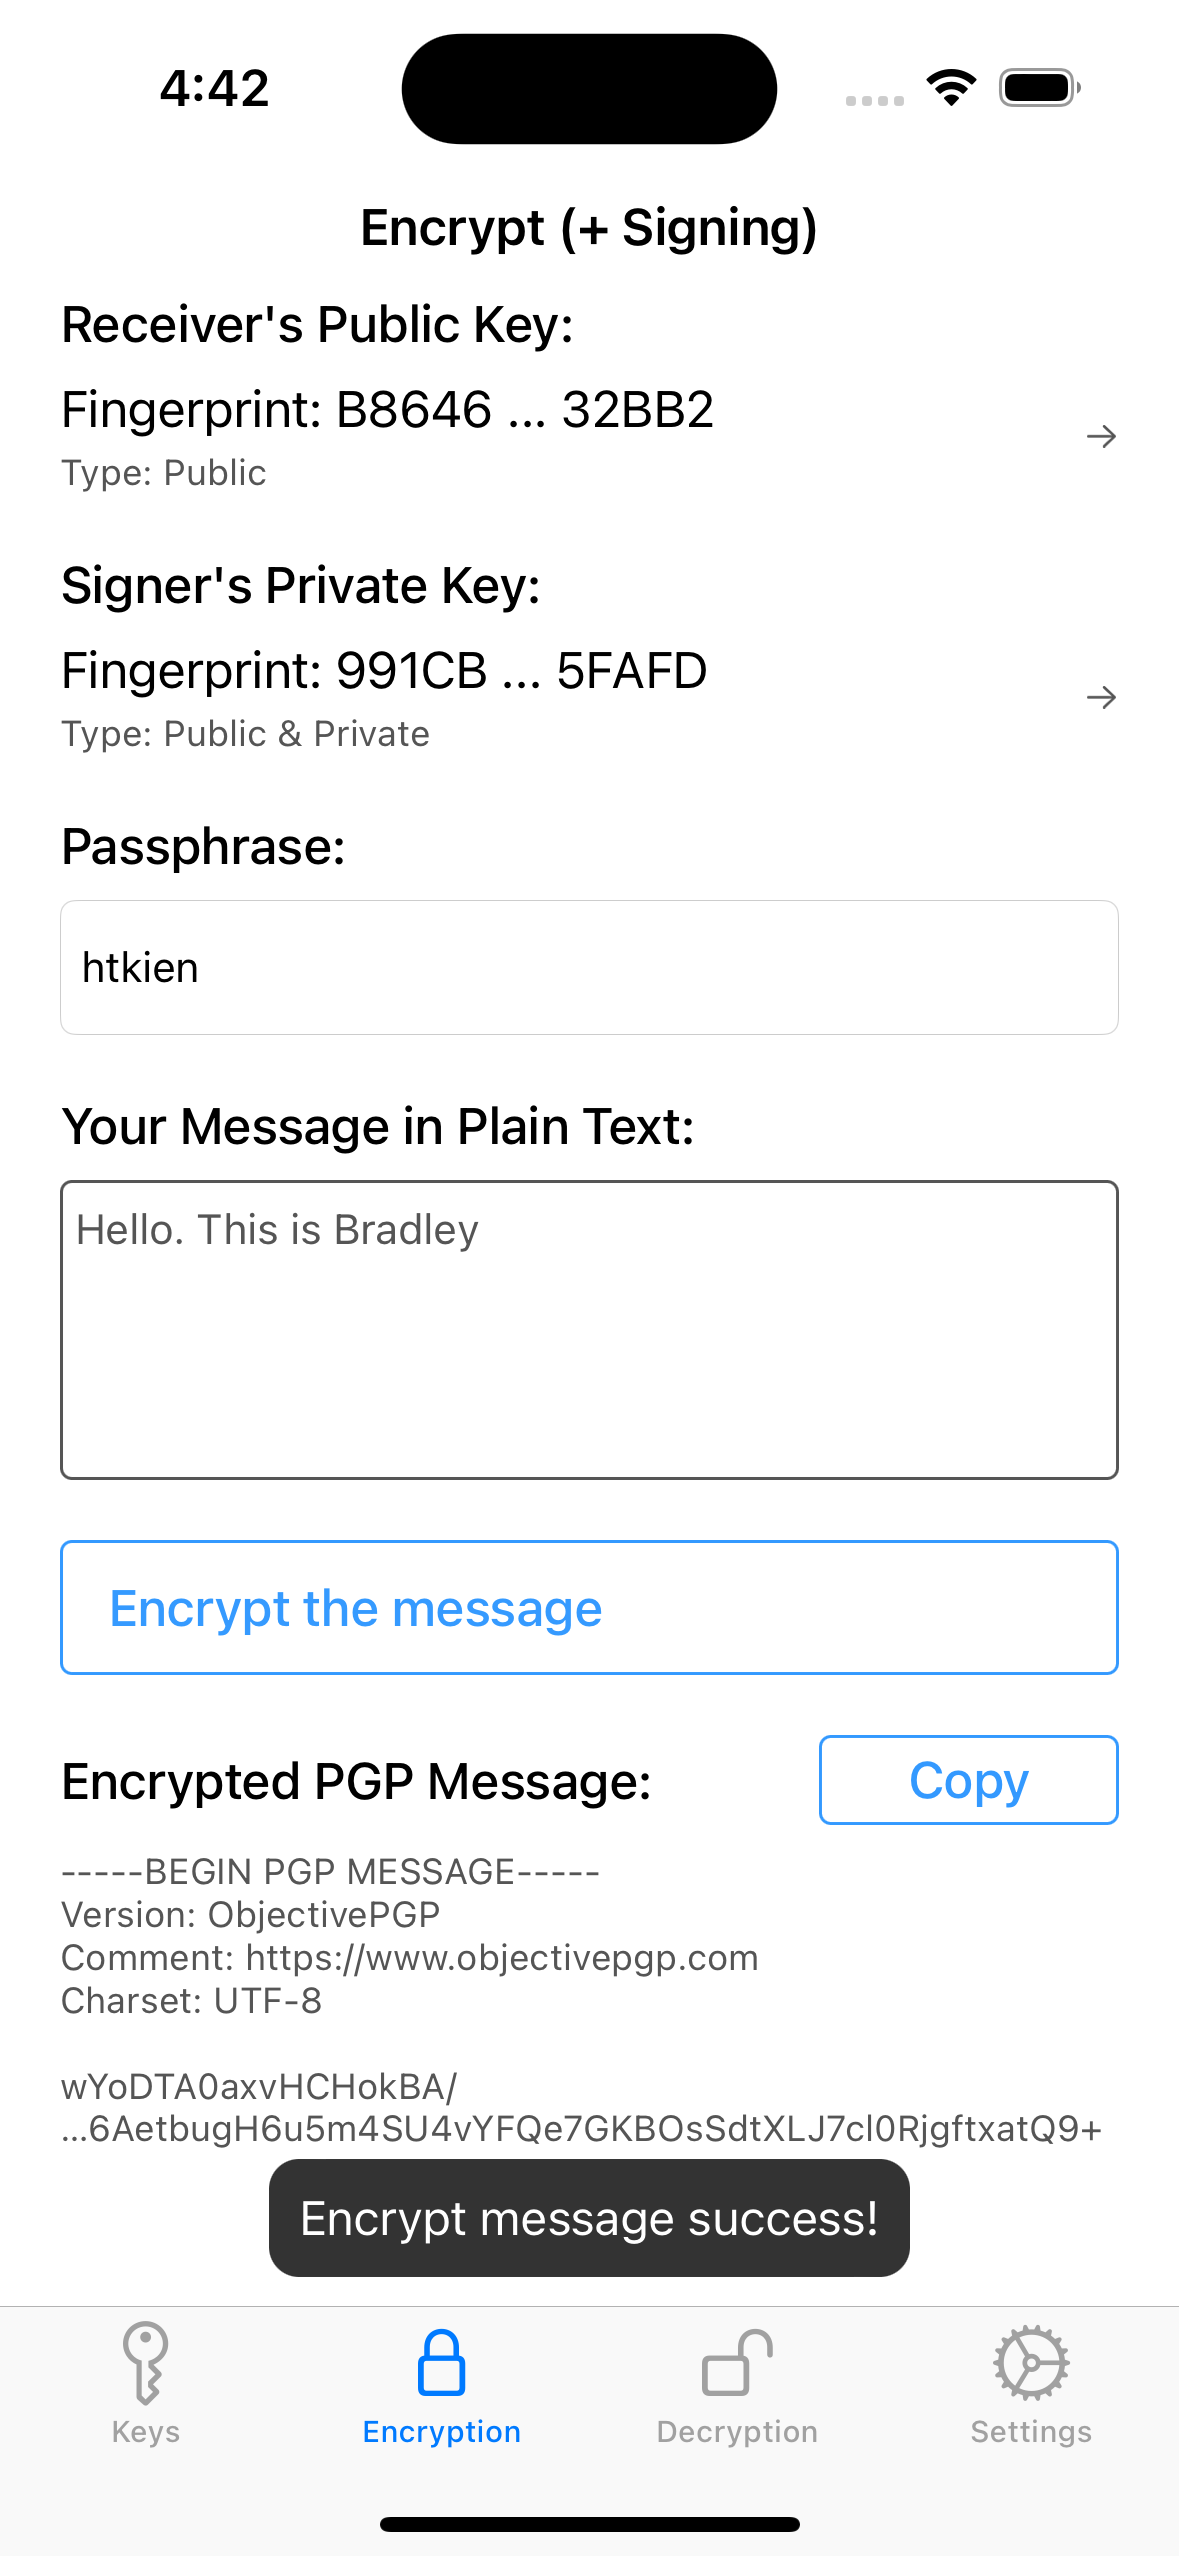 4:42
Encrypt (+ Signing)
Receiver's Public Key:
Fingerprint: B8646 ... 32BB2
Type: Public
Signer's Private Key:
Fingerprint: 991CB ... 5FAFD
Type: Public & Private
Passphrase:
htkien
Your Message in Plain Text:
Hello. This is Bradley
Encrypt the message
Encrypted PGP Message:
Copy
-----BEGIN PGP MESSAGE-----
Version: ObjectivePGP
Comment: https://www.objectivepgp.com
Charset: UTF-8
wYoDTA0axvHCHokBA/
...6AetbugH6u5m4SU4vYFQe7GKBOsSdtXLJ7cl0RjgftxatQ9+
Encrypt message success!
Keys
Encryption
Decryption
Settings